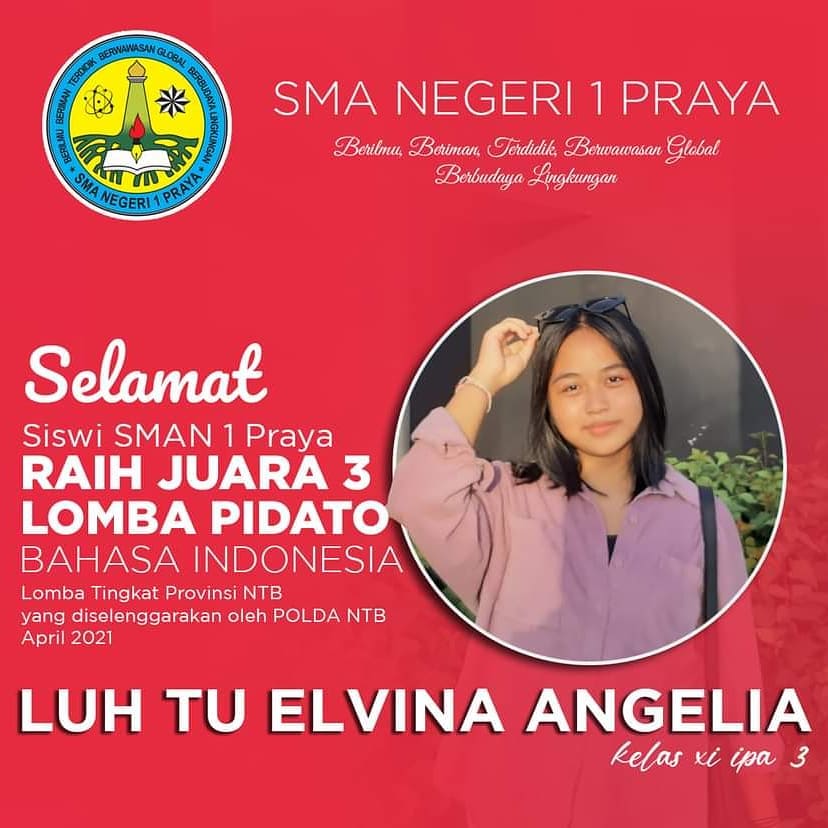 BERILMU BERIMAN TERDIDIK BERWAWASAN GLOBAL BERBUDAYA LINGKUNGAN
SMA NEGERI 1 PRAYA
SMA NEGERI 1 PRAYA
Berilmu, Beriman, Terdidik, Berwawasan Global
Berbudaya Lingkungan
Selamat
Siswi SMAN 1 Praya
RAIH JUARA 3
LOMBA PIDATO
BAHASA INDONESIA
Lomba Tingkat Provinsi NTB
yang diselenggarakan oleh POLDA NTB
April 2021
LUH TU ELVINA ANGELIA
kelas xi ipa 3